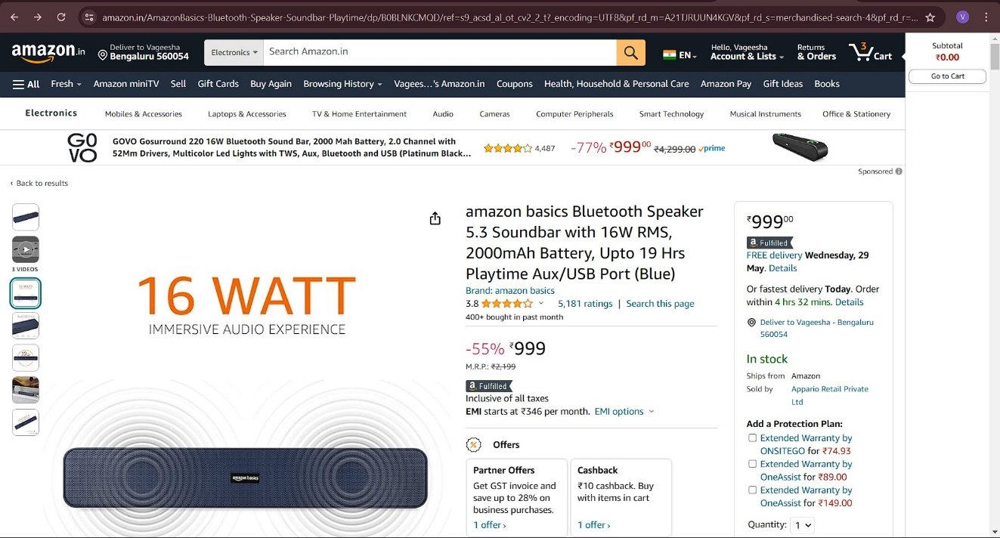 amazon.in/AmazonBasics-Bluetooth-Speaker-Soundbar-Playtime/dp/B0BLNKCMQD/ref=s9_acsd_al_ot_cv2_2_t?_encoding=UTF8&pf_rd_m=A21TJRUUN4KGV&pf_rd_s=merchandised-search-4&pf_rd_r=...
V
amazon.in
Deliver to Vageesha
Bengaluru 560054
Electronics
Search Amazon.in
EN
Hello, Vageesha
Account & Lists
Returns
& Orders
3
Cart
Subtotal
₹0.00
Go to Cart
All Fresh Amazon miniTV Sell Gift Cards Buy Again Browsing History Vagees…'s Amazon.in Coupons Health, Household & Personal Care Amazon Pay Gift Ideas Books
Electronics Mobiles & Accessories Laptops & Accessories TV & Home Entertainment Audio Cameras Computer Peripherals Smart Technology Musical Instruments Office & Stationery
GO
VO
GOVO Gosurround 220 16W Bluetooth Sound Bar, 2000 Mah Battery, 2.0 Channel with
52Mm Drivers, Multicolor Led Lights with TWS, Aux, Bluetooth and USB (Platinum Black...
4,487
-77% ₹99900 ₹4,299.00 prime
Sponsored
‹ Back to results
3 VIDEOS
16 WATT
IMMERSIVE AUDIO EXPERIENCE
amazon basics
amazon basics Bluetooth Speaker
5.3 Soundbar with 16W RMS,
2000mAh Battery, Upto 19 Hrs
Playtime Aux/USB Port (Blue)
Brand: amazon basics
3.8 5,181 ratings | Search this page
400+ bought in past month
-55% ₹999
M.R.P.: ₹2,199
a Fulfilled
Inclusive of all taxes
EMI starts at ₹346 per month. EMI options
% Offers
Partner Offers
Get GST invoice and
save up to 28% on
business purchases.
1 offer ›
Cashback
₹10 cashback. Buy
with items in cart
1 offer ›
₹99900
a Fulfilled
FREE delivery Wednesday, 29
May. Details
Or fastest delivery Today. Order
within 4 hrs 32 mins. Details
Deliver to Vageesha - Bengaluru
560054
In stock
Ships from Amazon
Sold by Appario Retail Private
Ltd
Add a Protection Plan:
Extended Warranty by
ONSITEGO for ₹74.93
Extended Warranty by
OneAssist for ₹89.00
Extended Warranty by
OneAssist for ₹149.00
Quantity: 1